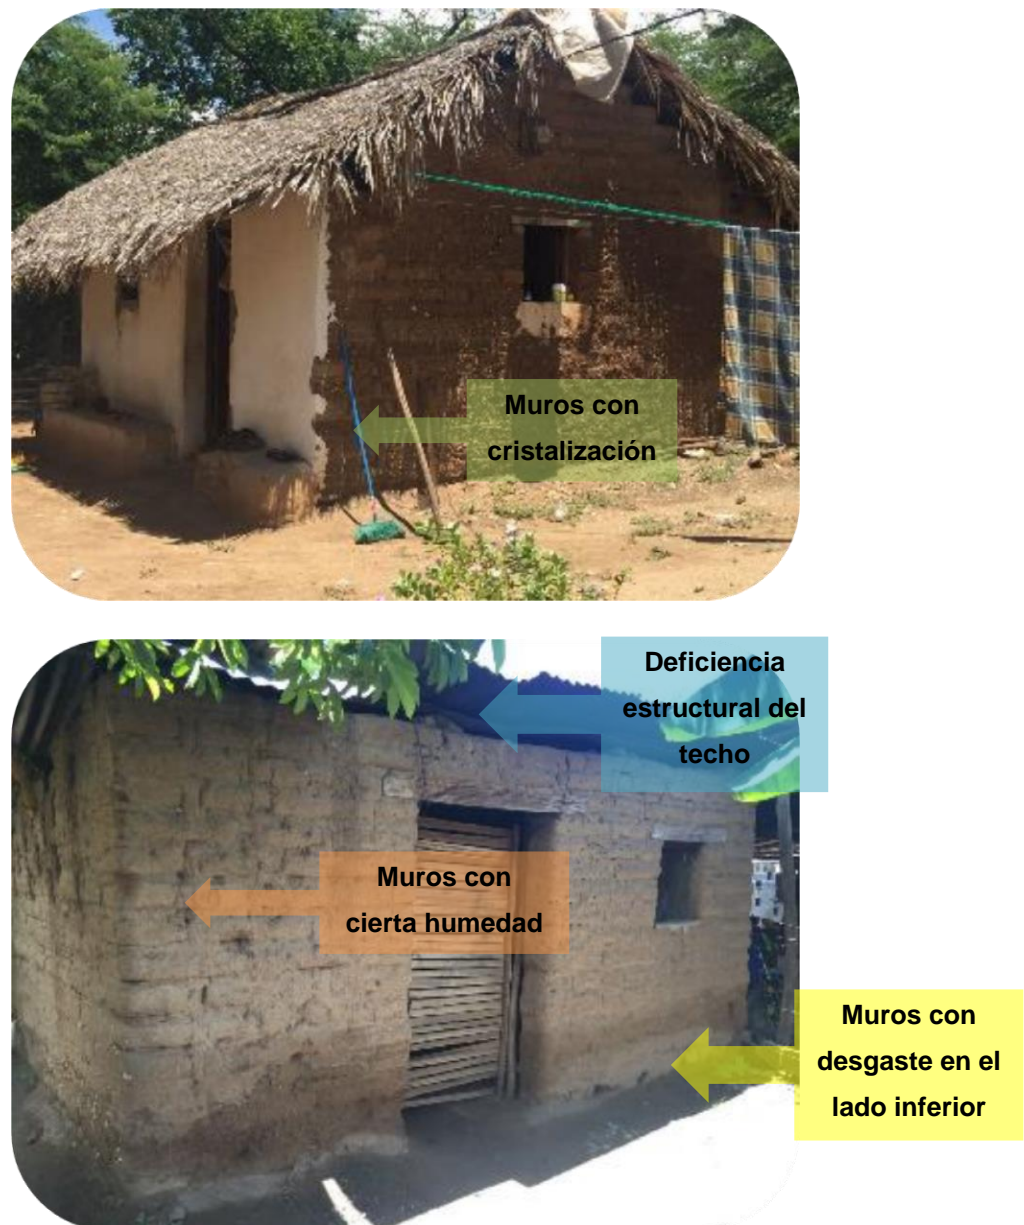 Muros con
cristalización
Deficiencia
estructural del
techo
Muros con
cierta humedad
Muros con
desgaste en el
lado inferior